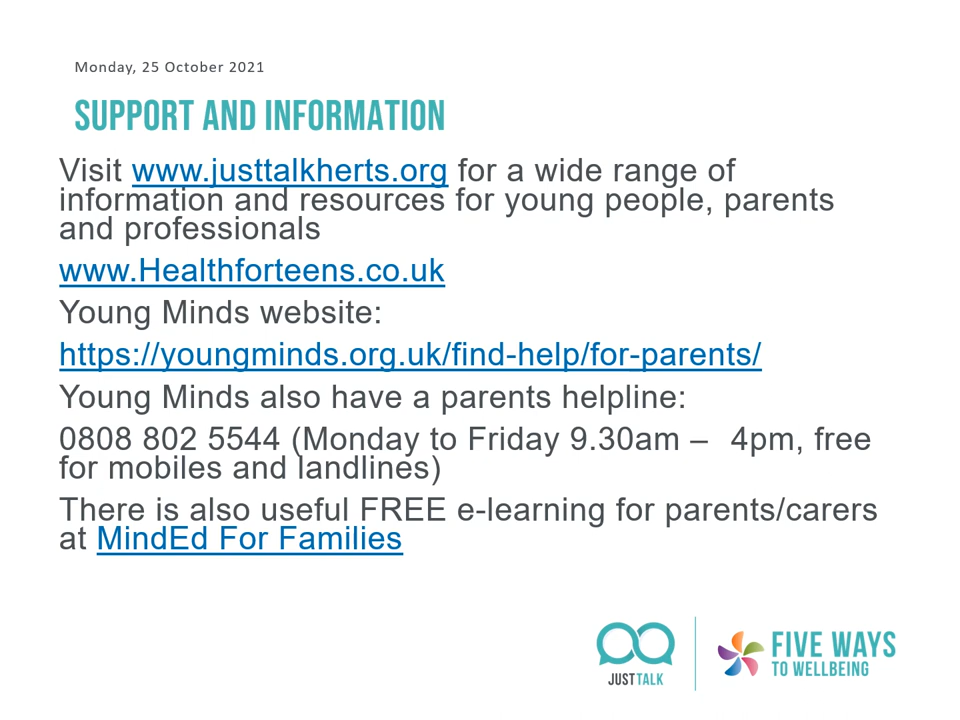 Monday, 25 October 2021
SUPPORT AND INFORMATION
Visit www.justtalkherts.org for a wide range of
information and resources for young people, parents
and professionals
www.Healthforteens.co.uk
Young Minds website:
https://youngminds.org.uk/find-help/for-parents/
Young Minds also have a parents helpline:
0808 802 5544 (Monday to Friday 9.30am – 4pm, free
for mobiles and landlines)
There is also useful FREE e-learning for parents/carers
at MindEd For Families
JUST TALK
FIVE WAYS
TO WELLBEING